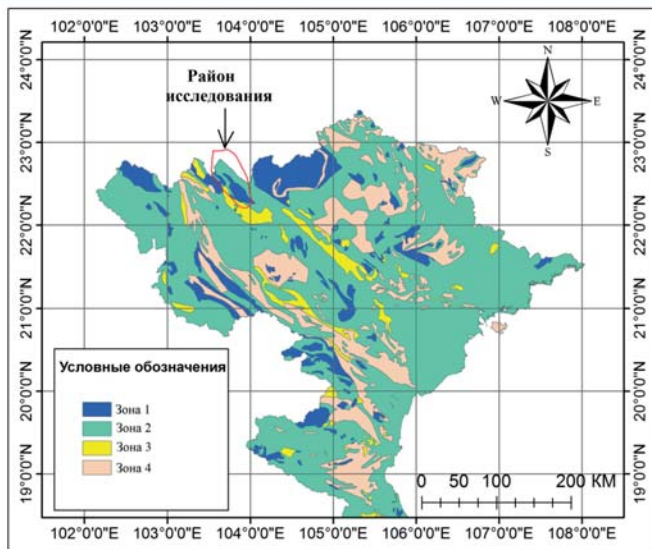 102°0'0"E 103°0'0"E 104°0'0"E 105°0'0"E 106°0'0"E 107°0'0"E 108°0'0"E
24°0'0"N
23°0'0"N
22°0'0"N
21°0'0"N
20°0'0"N
19°0'0"N
Район
исследования
N
W E
S
24°0'0"N
23°0'0"N
22°0'0"N
21°0'0"N
20°0'0"N
19°0'0"N
Условные обозначения
Зона 1
Зона 2
Зона 3
Зона 4
0 50 100 200 КМ
102°0'0"E 103°0'0"E 104°0'0"E 105°0'0"E 106°0'0"E 107°0'0"E 108°0'0"E